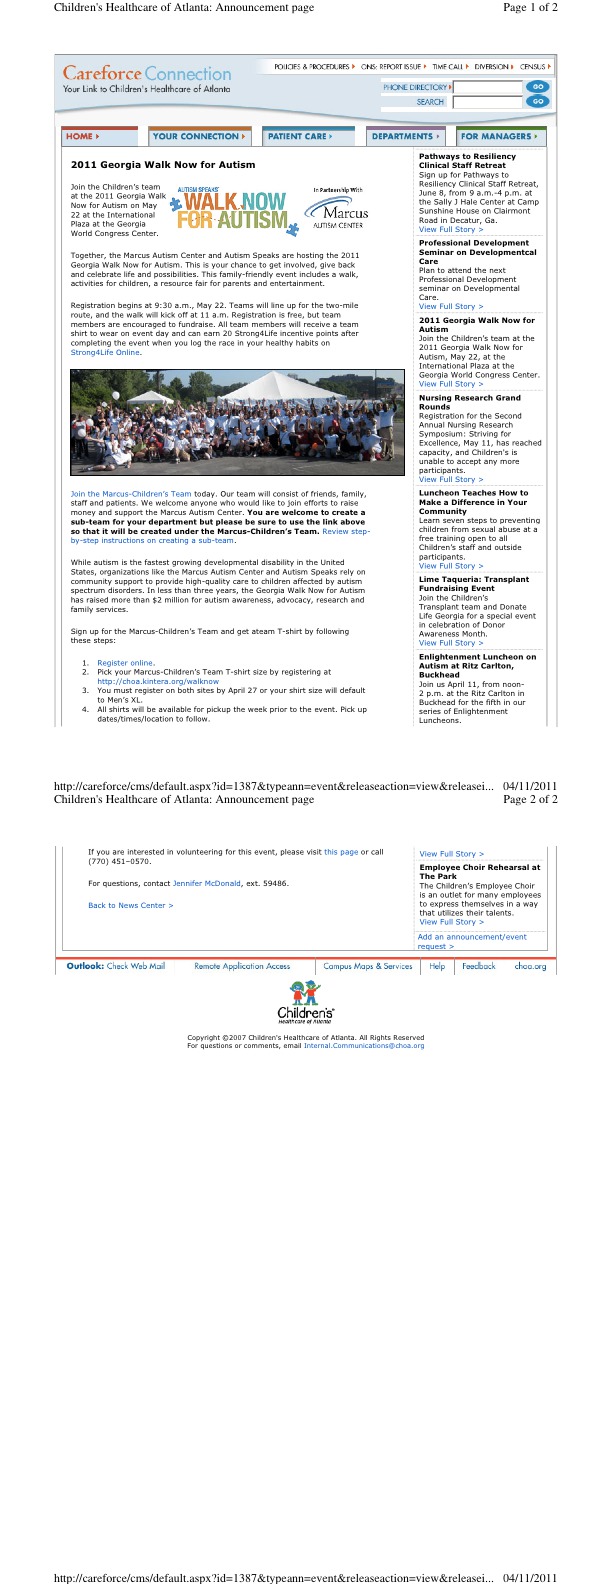 Children's Healthcare of Atlanta: Announcement page
Page 1 of 2
Careforce Connection
Your Link to Children's Healthcare of Atlanta
POLICIES & PROCEDURES
ONS: REPORT ISSUE
TIME CALL
DIVERSION
CENSUS
PHONE DIRECTORY
GO
SEARCH
GO
HOME
YOUR CONNECTION
PATIENT CARE
DEPARTMENTS
FOR MANAGERS
2011 Georgia Walk Now for Autism
Join the Children's team
at the 2011 Georgia Walk
Now for Autism on May
22 at the International
Plaza at the Georgia
World Congress Center.
AUTISM SPEAKS'
WALK NOW
FOR AUTISM
In Partnership With
Marcus
AUTISM CENTER
Together, the Marcus Autism Center and Autism Speaks are hosting the 2011
Georgia Walk Now for Autism. This is your chance to get involved, give back
and celebrate life and possibilities. This family-friendly event includes a walk,
activities for children, a resource fair for parents and entertainment.
Registration begins at 9:30 a.m., May 22. Teams will line up for the two-mile
route, and the walk will kick off at 11 a.m. Registration is free, but team
members are encouraged to fundraise. All team members will receive a team
shirt to wear on event day and can earn 20 Strong4Life incentive points after
completing the event when you log the race in your healthy habits on
Strong4Life Online.
Join the Marcus-Children's Team today. Our team will consist of friends, family,
staff and patients. We welcome anyone who would like to join efforts to raise
money and support the Marcus Autism Center. You are welcome to create a
sub-team for your department but please be sure to use the link above
so that it will be created under the Marcus-Children's Team. Review step-
by-step instructions on creating a sub-team.
While autism is the fastest growing developmental disability in the United
States, organizations like the Marcus Autism Center and Autism Speaks rely on
community support to provide high-quality care to children affected by autism
spectrum disorders. In less than three years, the Georgia Walk Now for Autism
has raised more than $2 million for autism awareness, advocacy, research and
family services.
Sign up for the Marcus-Children's Team and get ateam T-shirt by following
these steps:
1. Register online.
2. Pick your Marcus-Children's Team T-shirt size by registering at
http://choa.kintera.org/walknow
3. You must register on both sites by April 27 or your shirt size will default
to Men's XL.
4. All shirts will be available for pickup the week prior to the event. Pick up
dates/times/location to follow.
Pathways to Resiliency
Clinical Staff Retreat
Sign up for Pathways to
Resiliency Clinical Staff Retreat,
June 8, from 9 a.m.-4 p.m. at
the Sally J Hale Center at Camp
Sunshine House on Clairmont
Road in Decatur, Ga.
View Full Story >
Professional Development
Seminar on Developmentcal
Care
Plan to attend the next
Professional Development
seminar on Developmental
Care.
View Full Story >
2011 Georgia Walk Now for
Autism
Join the Children's team at the
2011 Georgia Walk Now for
Autism, May 22, at the
International Plaza at the
Georgia World Congress Center.
View Full Story >
Nursing Research Grand
Rounds
Registration for the Second
Annual Nursing Research
Symposium: Striving for
Excellence, May 11, has reached
capacity, and Children's is
unable to accept any more
participants.
View Full Story >
Luncheon Teaches How to
Make a Difference in Your
Community
Learn seven steps to preventing
children from sexual abuse at a
free training open to all
Children's staff and outside
participants.
View Full Story >
Lime Taqueria: Transplant
Fundraising Event
Join the Children's
Transplant team and Donate
Life Georgia for a special event
in celebration of Donor
Awareness Month.
View Full Story >
Enlightenment Luncheon on
Autism at Ritz Carlton,
Buckhead
Join us April 11, from noon-
2 p.m. at the Ritz Carlton in
Buckhead for the fifth in our
series of Enlightenment
Luncheons.
http://careforce/cms/default.aspx?id=1387&typeann=event&releaseaction=view&releasei... 04/11/2011
Children's Healthcare of Atlanta: Announcement page
Page 2 of 2
If you are interested in volunteering for this event, please visit this page or call
(770) 451-0570.
For questions, contact Jennifer McDonald, ext. 59486.
Back to News Center >
View Full Story >
Employee Choir Rehearsal at
The Park
The Children's Employee Choir
is an outlet for many employees
to express themselves in a way
that utilizes their talents.
View Full Story >
Add an announcement/event
request >
Outlook: Check Web Mail
Remote Application Access
Campus Maps & Services
Help
Feedback
choa.org
Children's
Healthcare of Atlanta
Copyright ©2007 Children's Healthcare of Atlanta. All Rights Reserved
For questions or comments, email Internal.Communications@choa.org
http://careforce/cms/default.aspx?id=1387&typeann=event&releaseaction=view&releasei... 04/11/2011